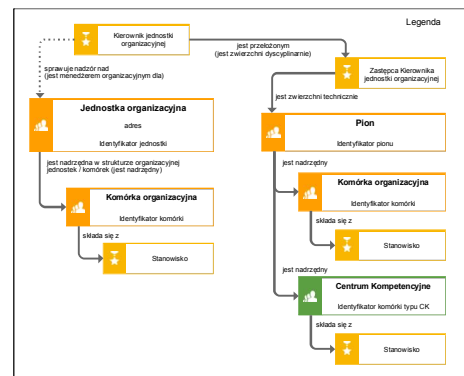 Legenda
Kierownik jednostki
organizacyjnej
jest przełożonym
(jest zwierzchni dyscyplinarnie)
sprawuje nadzór nad
(jest menedżerem organizacyjnym dla)
Zastępca Kierownika
jednostki organizacyjnej
jest zwierzchni technicznie
Jednostka organizacyjna
adres
Identyfikator jednostki
Pion
Identyfikator pionu
jest nadrzędna w strukturze organizacyjnej
jednostek / komórek (jest nadrzędny)
jest nadrzędny
Komórka organizacyjna
Identyfikator komórki
Komórka organizacyjna
Identyfikator komórki
składa się z
składa się z
Stanowisko
Stanowisko
jest nadrzędny
Centrum Kompetencyjne
Identyfikator komórki typu CK
składa się z
Stanowisko